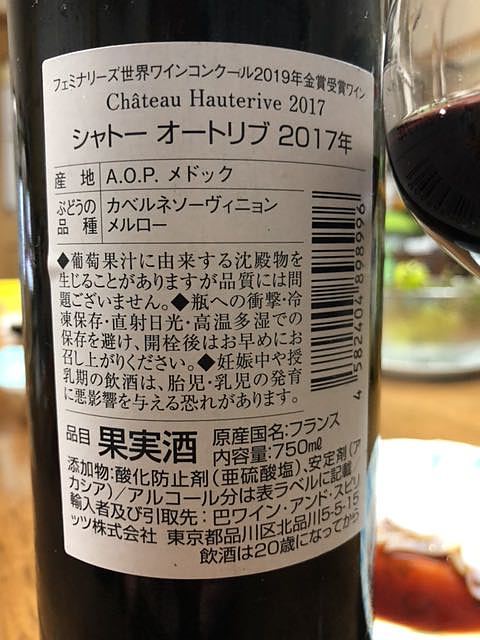 フェミナリーズ世界ワインコンクール2019年金賞受賞ワイン
Château Hauterive 2017
シャトー オートリブ 2017年
産地 A.O.P. メドック
ぶどうの品種 カベルネソーヴィニョン
メルロー
◆葡萄果汁に由来する沈殿物を
生じることがありますが品質には問
題ございません。◆瓶への衝撃・冷
凍保存・直射日光・高温多湿での
保存を避け、開栓後はお早めにお
召し上がりください。◆妊娠中や授
乳期の飲酒は、胎児・乳児の発育
に悪影響を与える恐れがあります。
4582404898996
品目 果実酒 原産国名:フランス
内容量:750mℓ
添加物:酸化防止剤(亜硫酸塩)、安定剤(ア
カシア)/アルコール分は表ラベルに記載
輸入者及び引取先:巴ワイン・アンド・スピリ
ッツ株式会社 東京都品川区北品川5-5-15
飲酒は20歳になってから